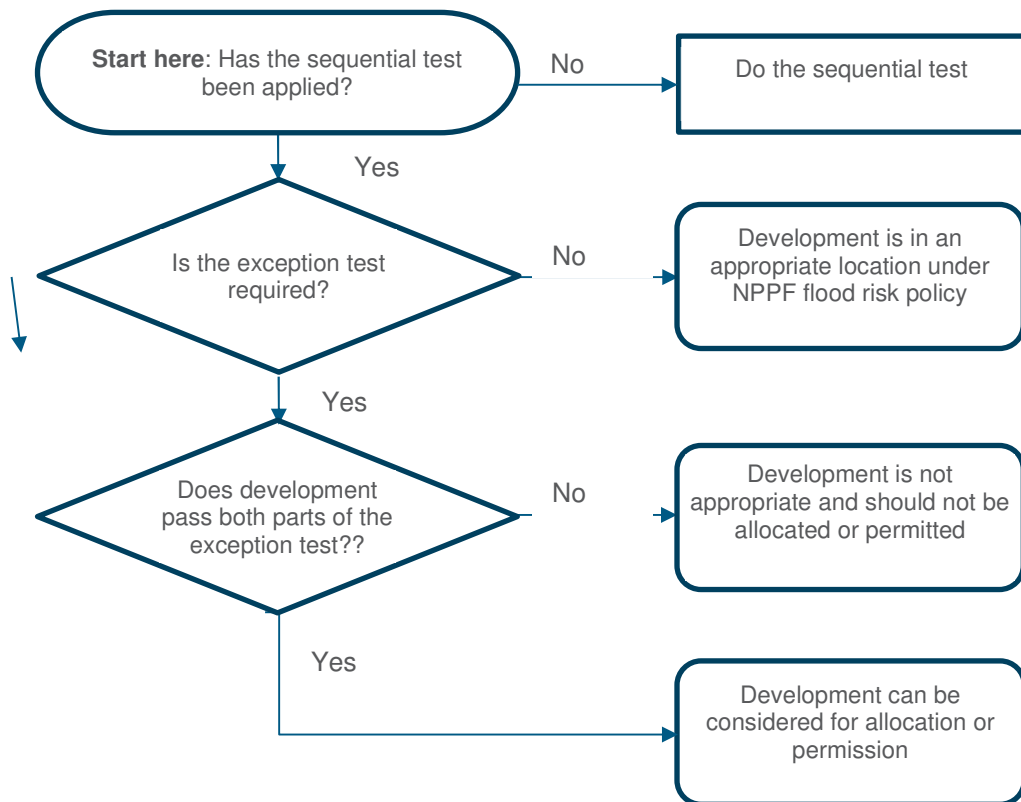 Start here: Has the sequential test
been applied?
No
Do the sequential test
Yes
Is the exception test
required?
No
Development is in an
appropriate location under
NPPF flood risk policy
Yes
Does development
pass both parts of the
exception test??
No
Development is not
appropriate and should not be
allocated or permitted
Yes
Development can be
considered for allocation or
permission